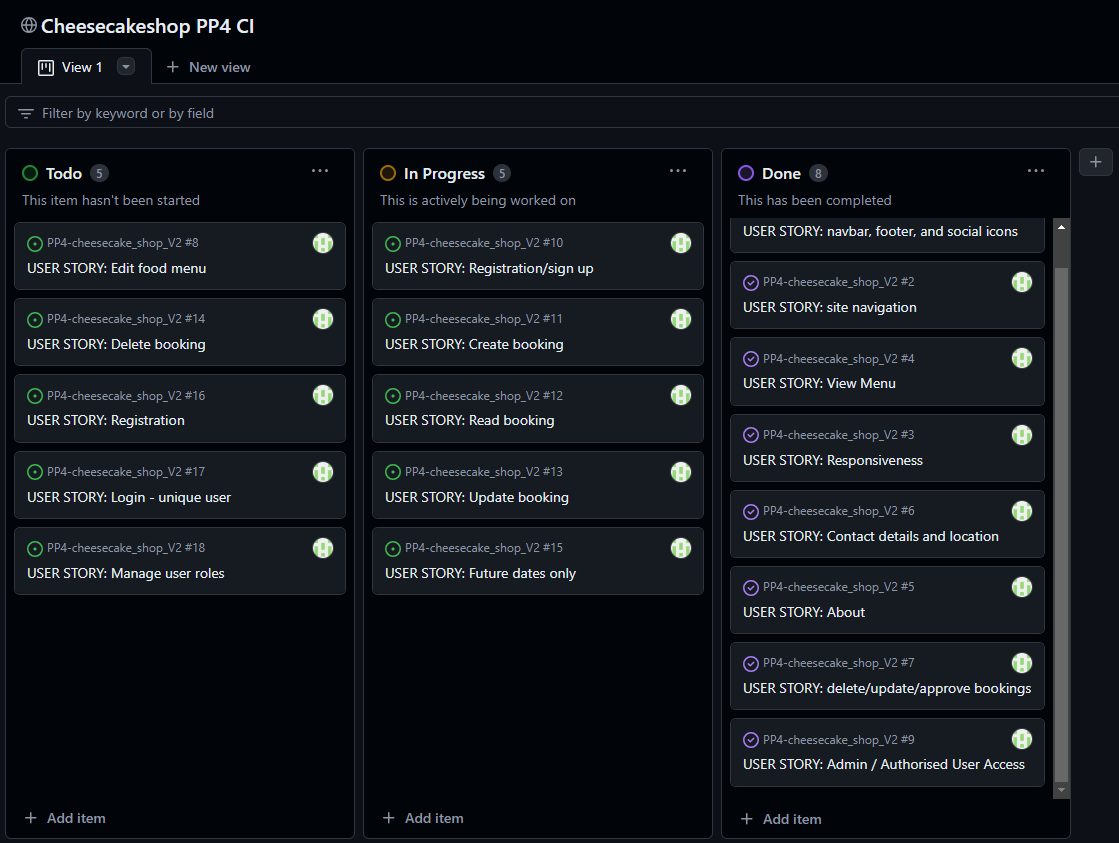 Cheesecakeshop PP4 CI
View 1
New view
Filter by keyword or by field
Todo 5
This item hasn't been started
PP4-cheesecake_shop_V2 #8
USER STORY: Edit food menu
PP4-cheesecake_shop_V2 #14
USER STORY: Delete booking
PP4-cheesecake_shop_V2 #16
USER STORY: Registration
PP4-cheesecake_shop_V2 #17
USER STORY: Login - unique user
PP4-cheesecake_shop_V2 #18
USER STORY: Manage user roles
Add item
In Progress 5
This is actively being worked on
PP4-cheesecake_shop_V2 #10
USER STORY: Registration/sign up
PP4-cheesecake_shop_V2 #11
USER STORY: Create booking
PP4-cheesecake_shop_V2 #12
USER STORY: Read booking
PP4-cheesecake_shop_V2 #13
USER STORY: Update booking
PP4-cheesecake_shop_V2 #15
USER STORY: Future dates only
Add item
Done 8
This has been completed
USER STORY: navbar, footer, and social icons
PP4-cheesecake_shop_V2 #2
USER STORY: site navigation
PP4-cheesecake_shop_V2 #4
USER STORY: View Menu
PP4-cheesecake_shop_V2 #3
USER STORY: Responsiveness
PP4-cheesecake_shop_V2 #6
USER STORY: Contact details and location
PP4-cheesecake_shop_V2 #5
USER STORY: About
PP4-cheesecake_shop_V2 #7
USER STORY: delete/update/approve bookings
PP4-cheesecake_shop_V2 #9
USER STORY: Admin / Authorised User Access
Add item